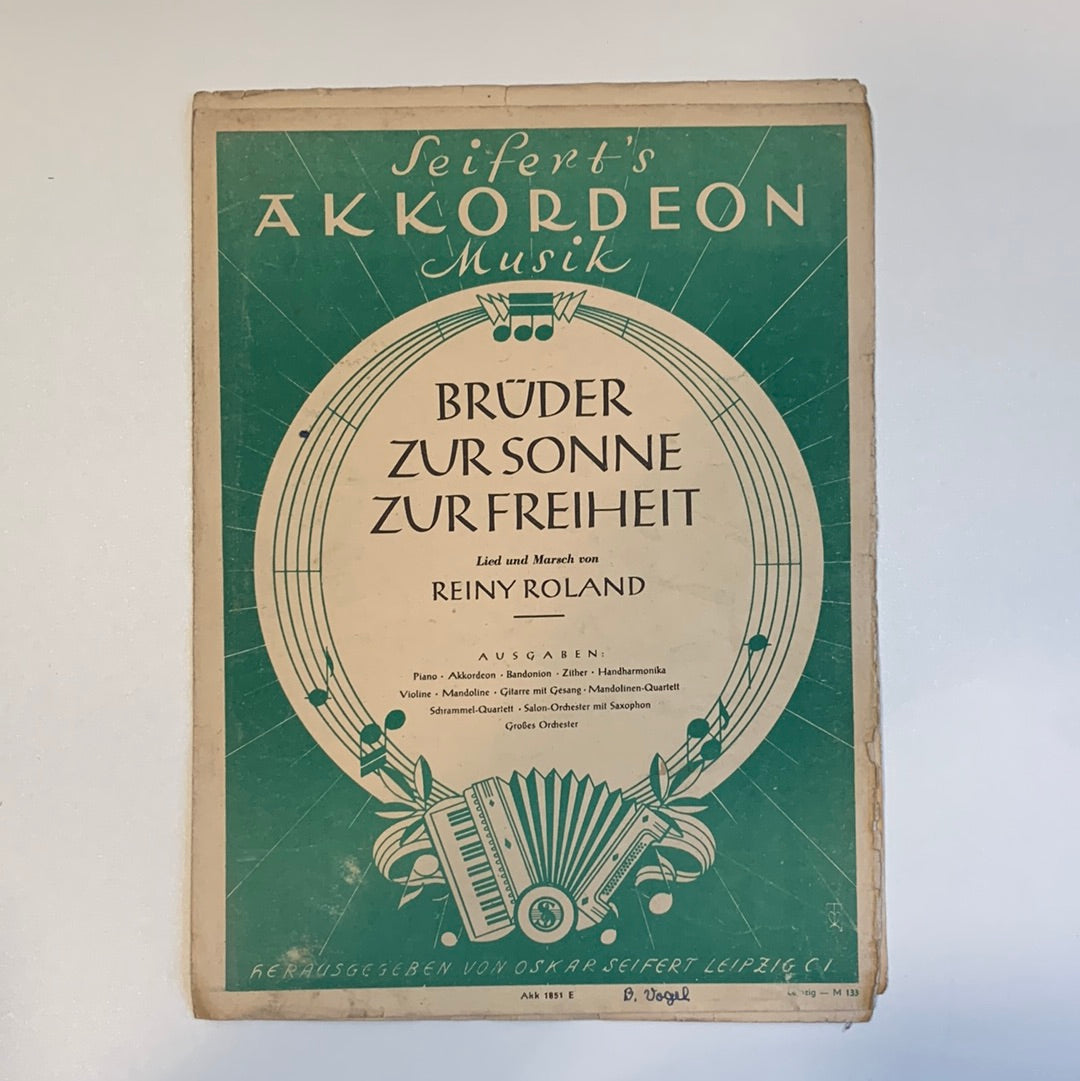 Seifert's
AKKORDEON
Musik
BRÜDER
ZUR SONNE
ZUR FREIHEIT
Lied und Marsch von
REINY ROLAND
AUSGABEN:
Piano · Akkordeon · Bandonion · Zither · Handharmonika
Violine · Mandoline · Gitarre mit Gesang · Mandolinen-Quartett
Schrammel-Quartett · Salon-Orchester mit Saxophon
Großes Orchester
S
HERAUSGEGEBEN VON OSKAR SEIFERT LEIPZIG C 1
Akk 1851 E
B. Vogel
Leipzig — M 133